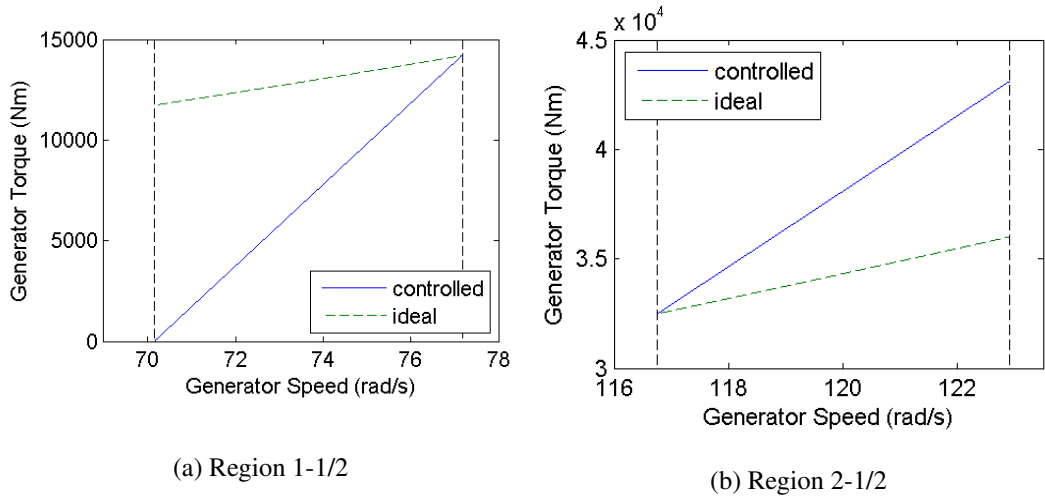 15000
10000
5000
0
70
72
74
76
78
Generator Torque (Nm)
Generator Speed (rad/s)
controlled
ideal
(a) Region 1-1/2
x 10⁴
4.5
4
3.5
3
116
118
120
122
Generator Torque (Nm)
Generator Speed (rad/s)
controlled
ideal
(b) Region 2-1/2